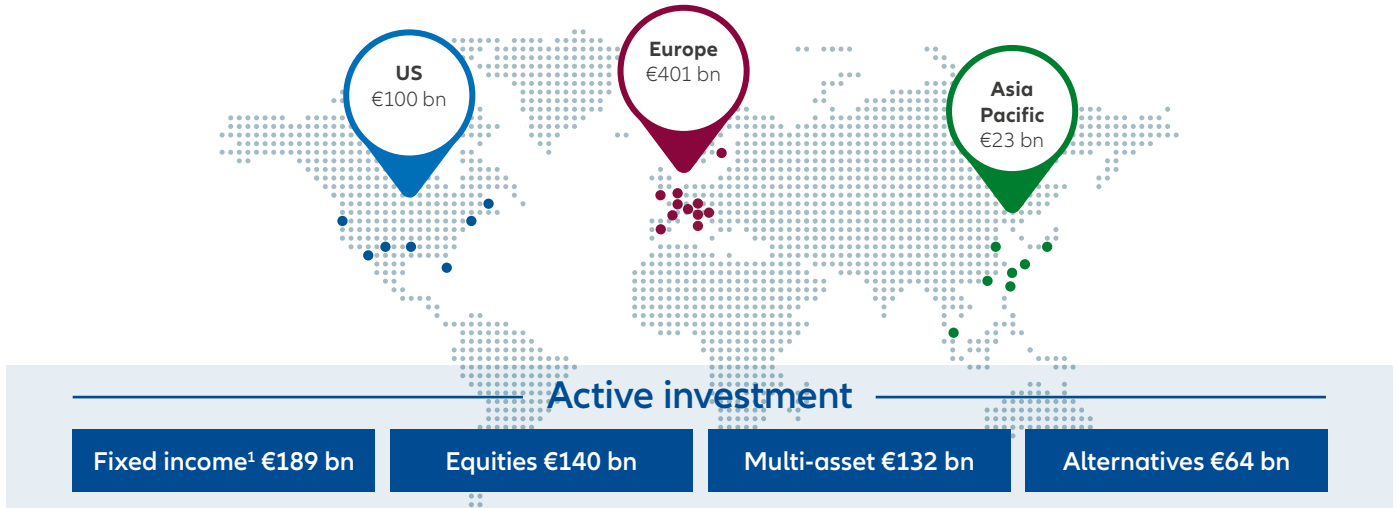 US
€100 bn
Europe
€401 bn
Asia
Pacific
€23 bn
Active investment
Fixed income¹ €189 bn
Equities €140 bn
Multi-asset €132 bn
Alternatives €64 bn